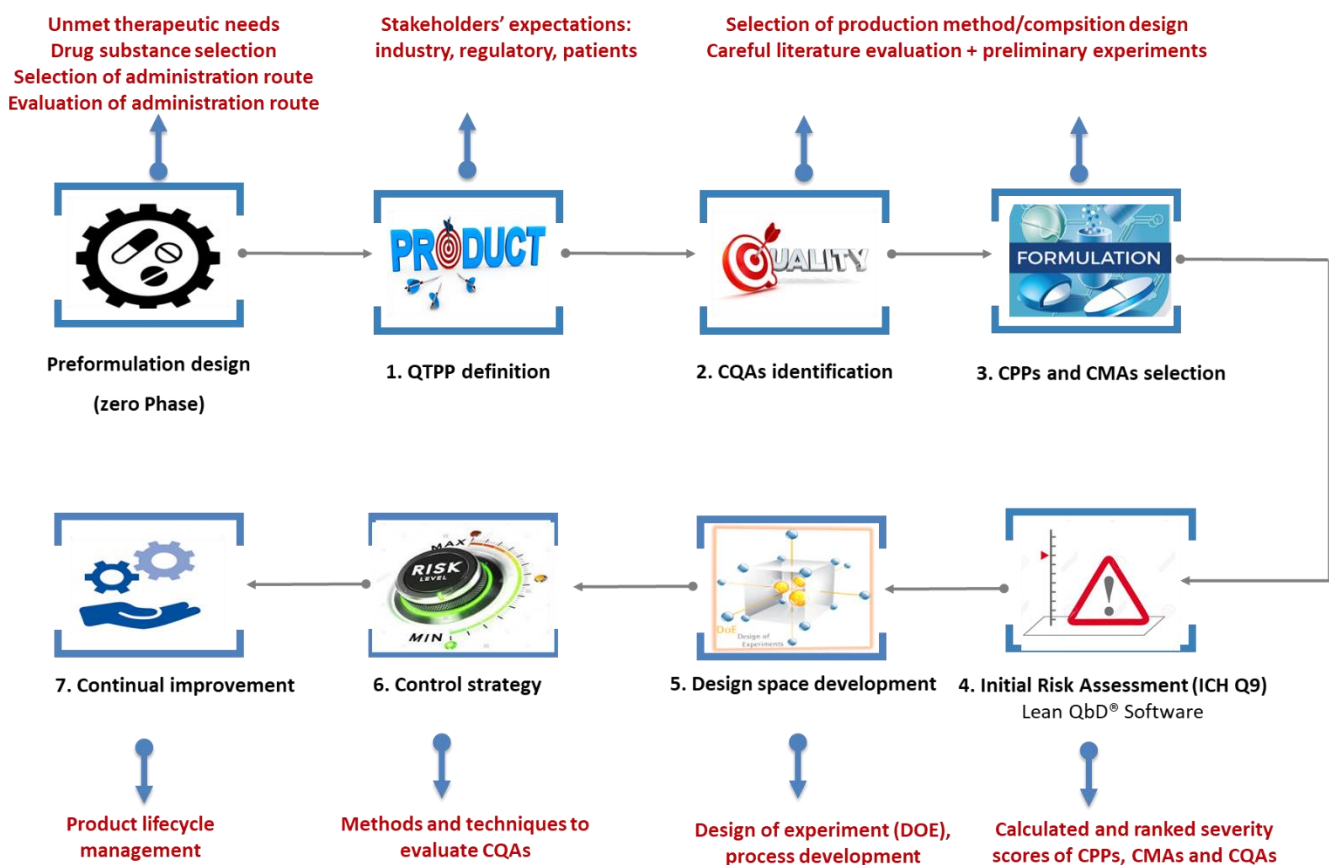 Unmet therapeutic needs
Drug substance selection
Selection of administration route
Evaluation of administration route
Stakeholders' expectations:
industry, regulatory, patients
Selection of production method/compsition design
Careful literature evaluation + preliminary experiments
PRODUCT
QUALITY
FORMULATION
Preformulation design
(zero Phase)
1. QTPP definition
2. CQAs identification
3. CPPs and CMAs selection
MAX
RISK
LEVEL
MIN
DoE
Design of
Experiments
7. Continual improvement
6. Control strategy
5. Design space development
4. Initial Risk Assessment (ICH Q9)
Lean QbD® Software
Product lifecycle
management
Methods and techniques to
evaluate CQAs
Design of experiment (DOE),
process development
Calculated and ranked severity
scores of CPPs, CMAs and CQAs